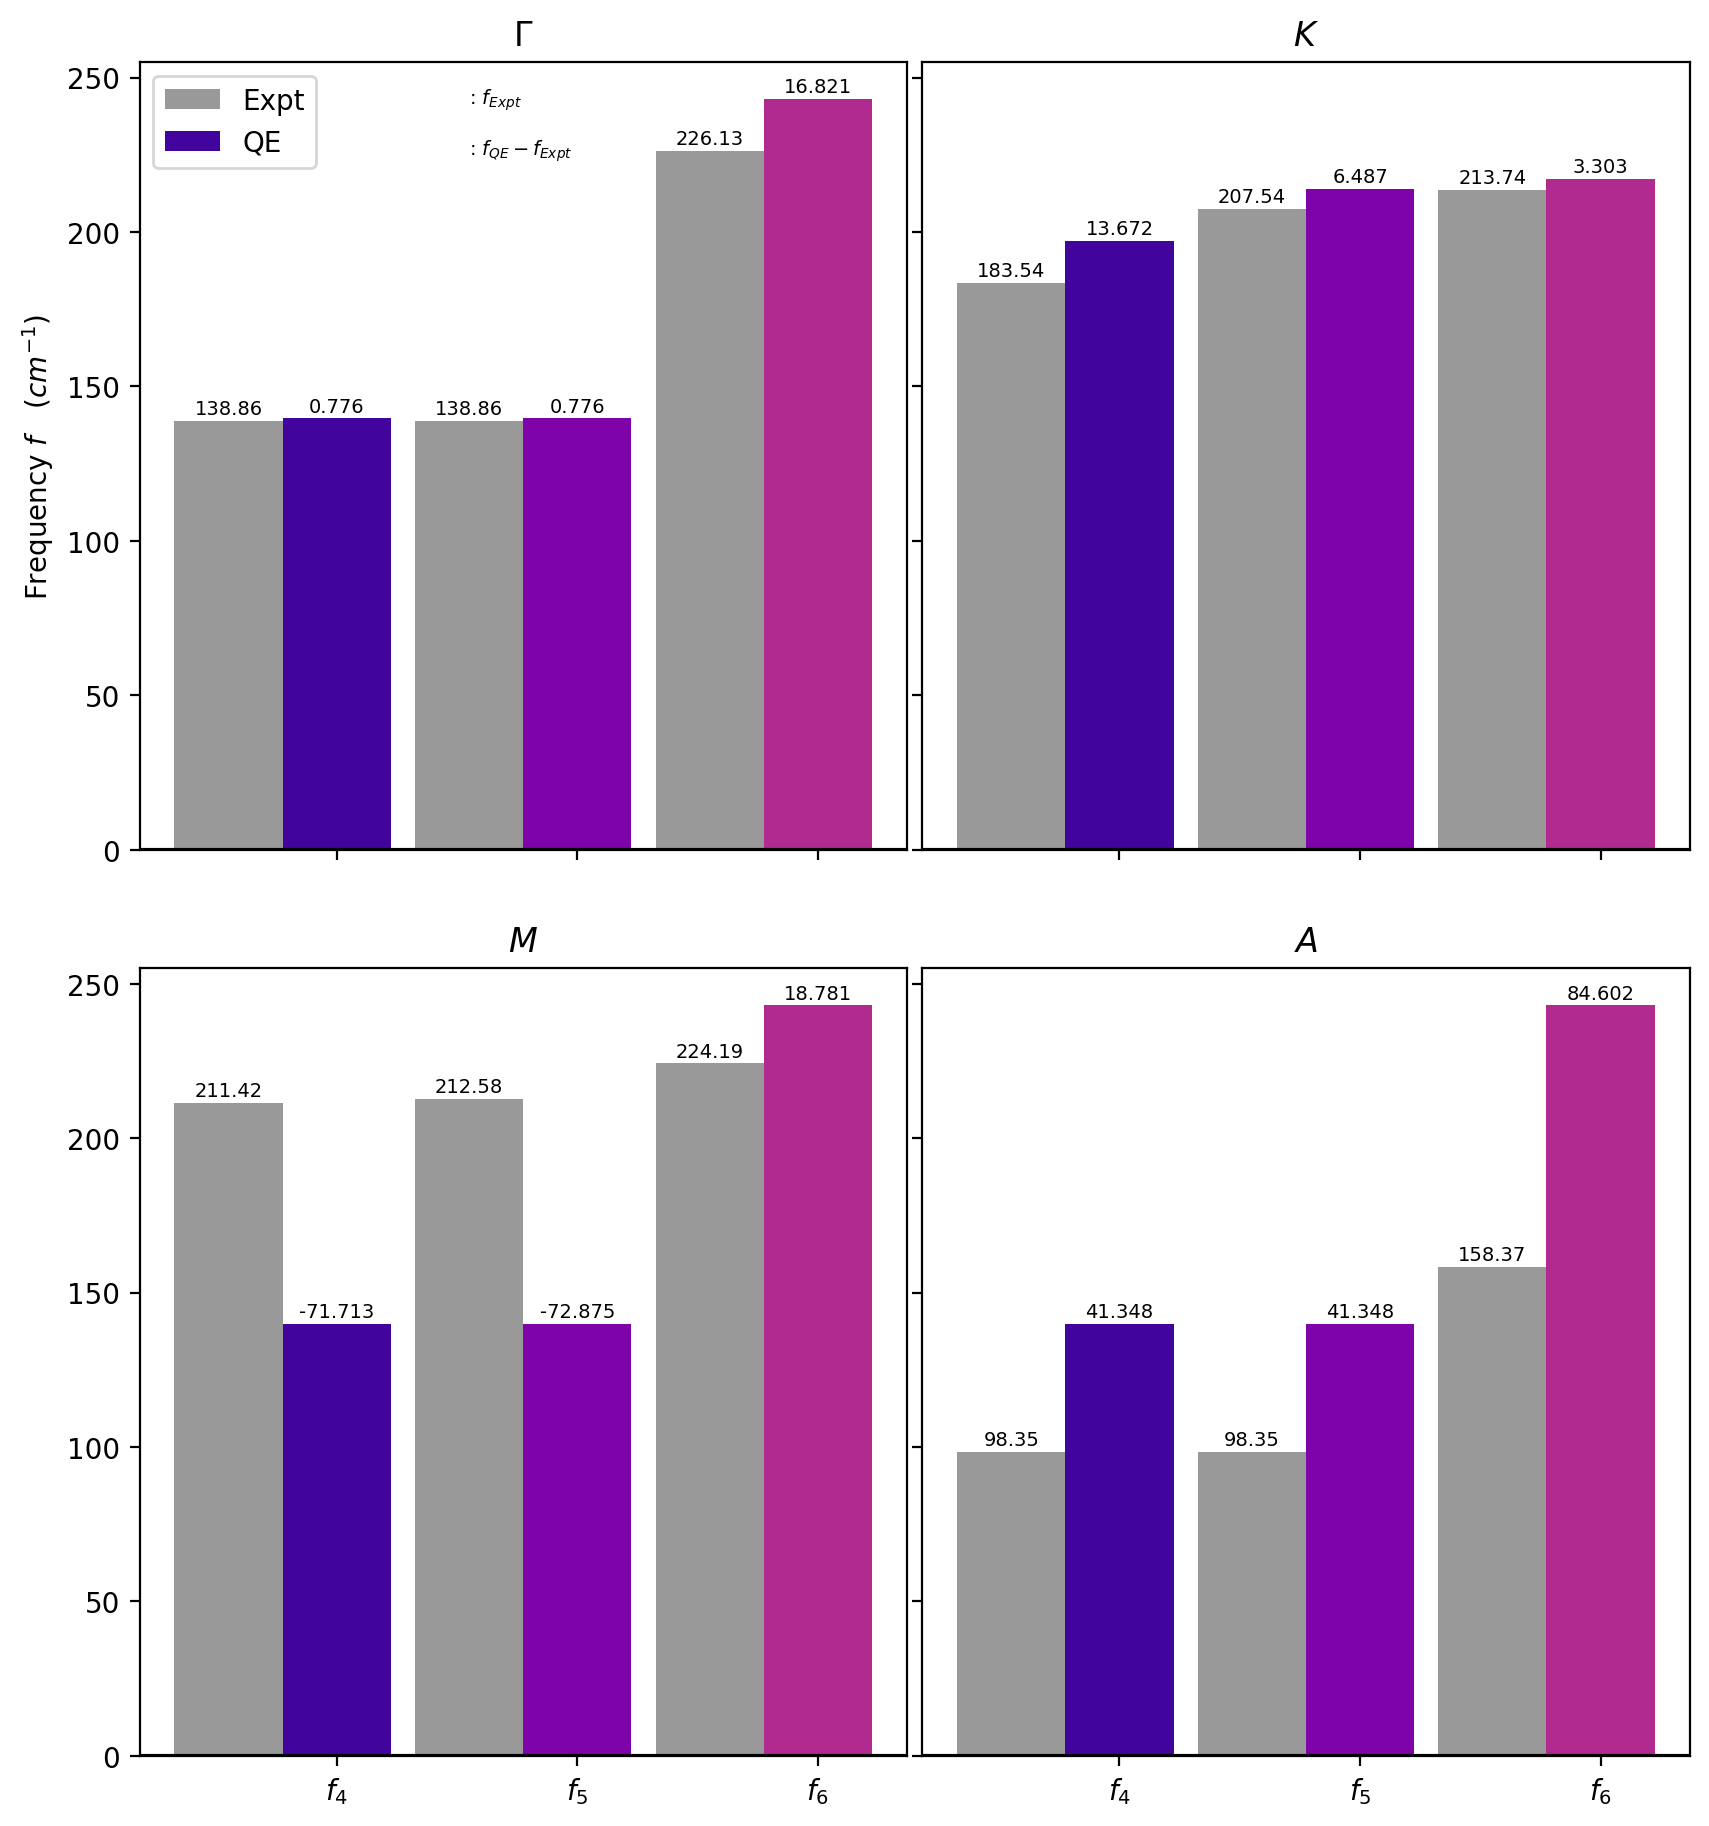 Γ
K
250
200
150
100
50
0
Frequency f (cm⁻¹)
Expt
QE
: f_Expt
: f_QE − f_Expt
138.86
0.776
138.86
0.776
226.13
16.821
183.54
13.672
207.54
6.487
213.74
3.303
M
A
250
200
150
100
50
0
211.42
-71.713
212.58
-72.875
224.19
18.781
98.35
41.348
98.35
41.348
158.37
84.602
f₄
f₅
f₆
f₄
f₅
f₆